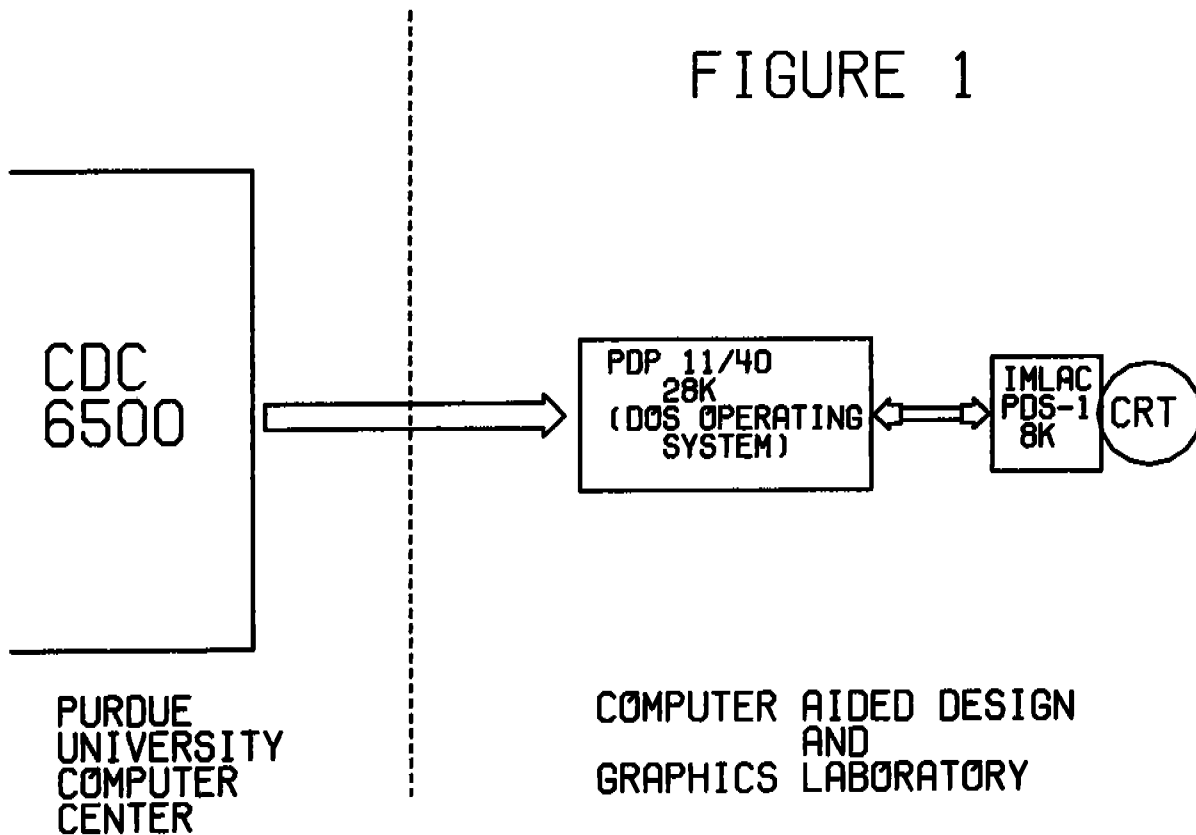 FIGURE 1
CDC
6500
PDP 11/40
28K
(DOS OPERATING
SYSTEM)
IMLAC
PDS-1
8K
CRT
PURDUE
UNIVERSITY
COMPUTER
CENTER
COMPUTER AIDED DESIGN
AND
GRAPHICS LABORATORY